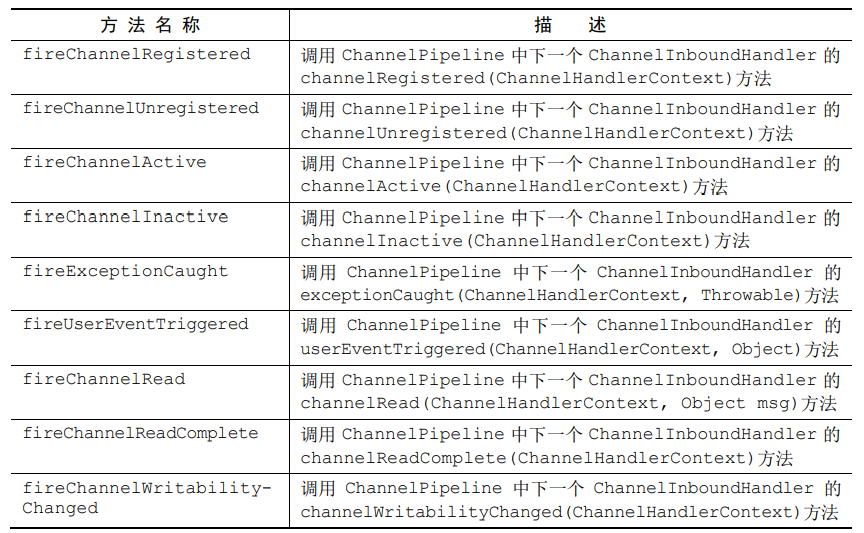 方 法 名 称 描 述
fireChannelRegistered 调用 ChannelPipeline 中下一个 ChannelInboundHandler 的
channelRegistered(ChannelHandlerContext)方法
fireChannelUnregistered 调用 ChannelPipeline 中下一个 ChannelInboundHandler 的
channelUnregistered(ChannelHandlerContext)方法
fireChannelActive 调用 ChannelPipeline 中下一个 ChannelInboundHandler 的
channelActive(ChannelHandlerContext)方法
fireChannelInactive 调用 ChannelPipeline 中下一个 ChannelInboundHandler 的
channelInactive(ChannelHandlerContext)方法
fireExceptionCaught 调用 ChannelPipeline 中下一个 ChannelInboundHandler 的
exceptionCaught(ChannelHandlerContext, Throwable)方法
fireUserEventTriggered 调用 ChannelPipeline 中下一个 ChannelInboundHandler 的
userEventTriggered(ChannelHandlerContext, Object)方法
fireChannelRead 调用 ChannelPipeline 中下一个 ChannelInboundHandler 的
channelRead(ChannelHandlerContext, Object msg)方法
fireChannelReadComplete 调用 ChannelPipeline 中下一个 ChannelInboundHandler 的
channelReadComplete(ChannelHandlerContext)方法
fireChannelWritability- 调用 ChannelPipeline 中下一个 ChannelInboundHandler 的
Changed channelWritabilityChanged(ChannelHandlerContext)方法